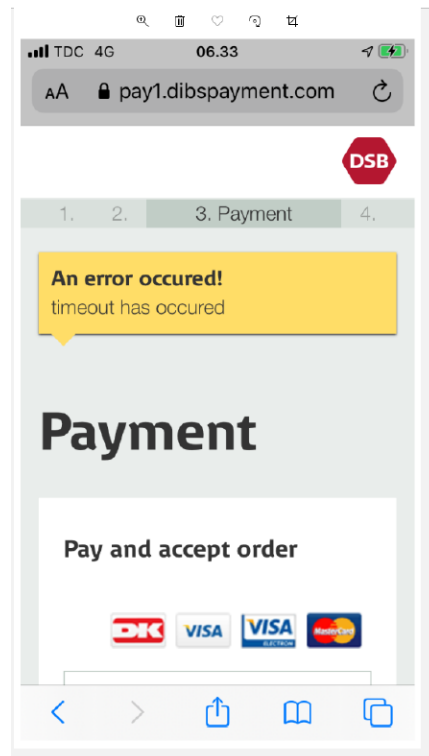 TDC 4G 06.33
AA pay1.dibspayment.com
DSB
1. 2. 3. Payment 4.
An error occured!
timeout has occured
Payment
Pay and accept order
DK VISA VISA ELECTRON MasterCard